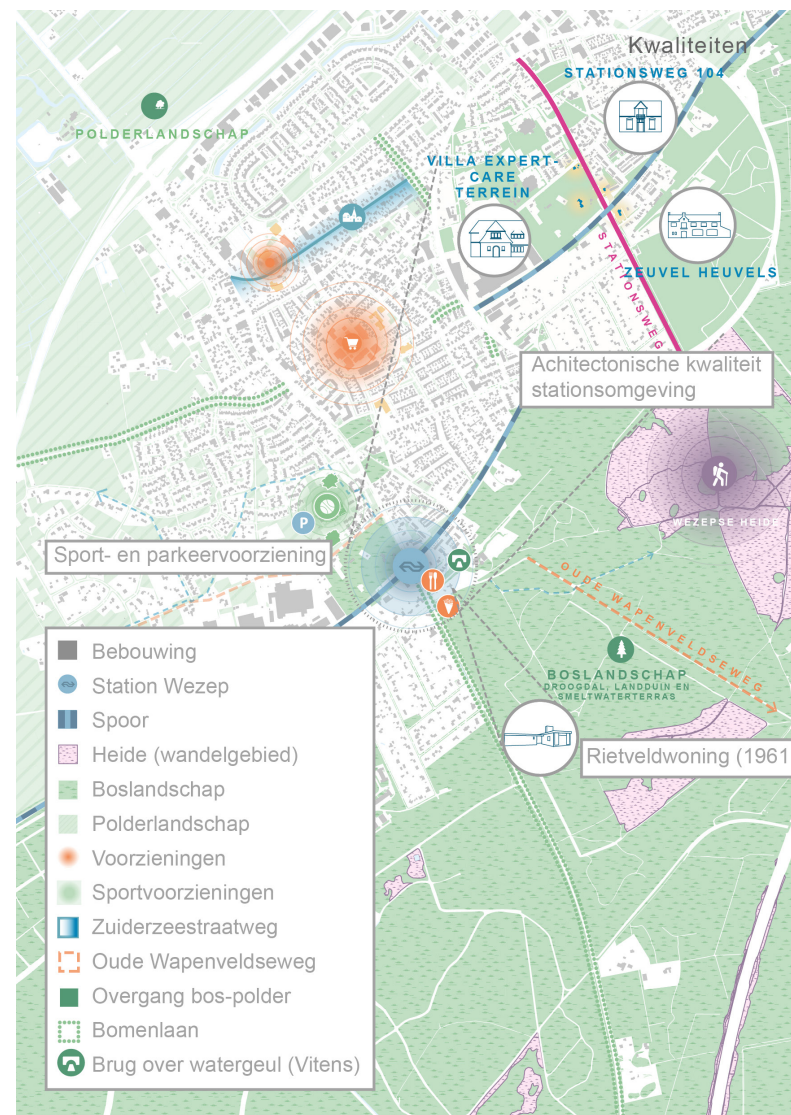 Kwaliteiten
STATIONSWEG 104
POLDERLANDSCHAP
VILLA EXPERT-
CARE
TERREIN
ZEUVEL HEUVELS
STATIONSWEG
Achitectonische kwaliteit
stationsomgeving
WEZEPSE HEIDE
P
Sport- en parkeervoorziening
OUDE WAPENVELDSEWEG
BOSLANDSCHAP
DROOGDAL, LANDDUIN EN
SMELTWATERTERRAS
Rietveldwoning (1961
Bebouwing
Station Wezep
Spoor
Heide (wandelgebied)
Boslandschap
Polderlandschap
Voorzieningen
Sportvoorzieningen
Zuiderzeestraatweg
Oude Wapenveldseweg
Overgang bos-polder
Bomenlaan
Brug over watergeul (Vitens)